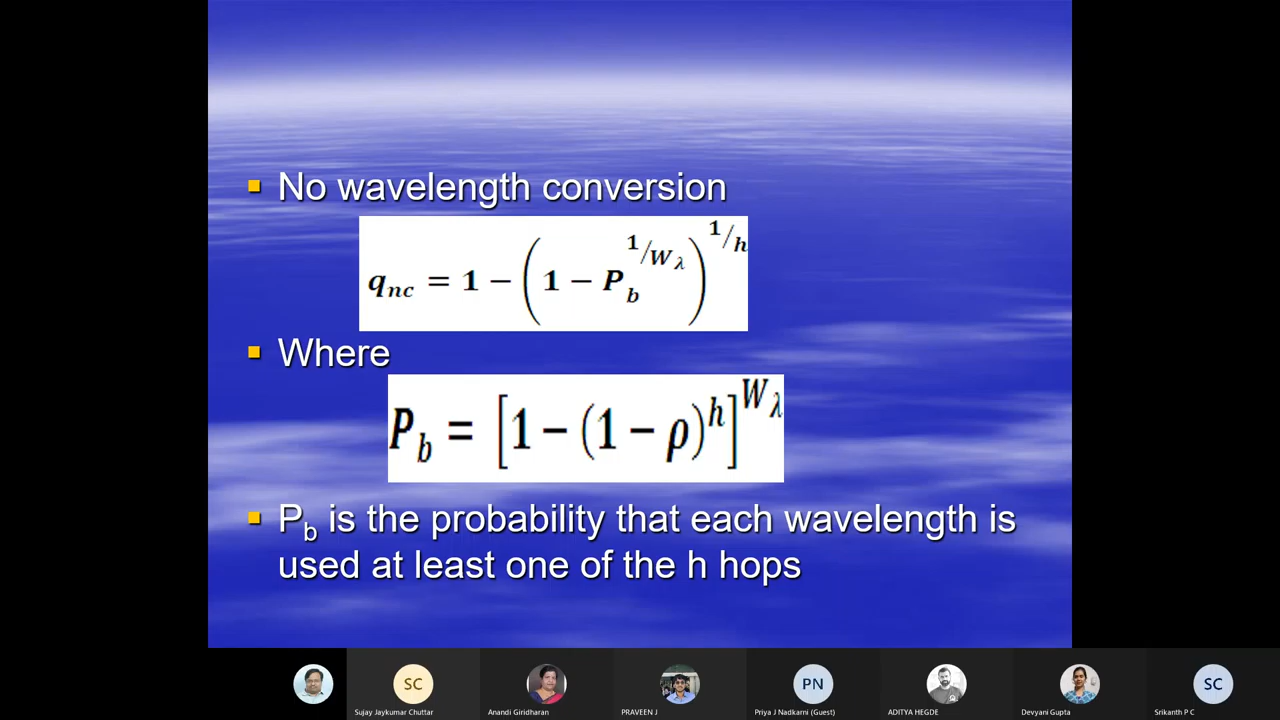 No wavelength conversion
q_nc = 1 − (1 − P_b^{1/W_λ})^{1/h}
Where
P_b = [1 − (1 − ρ)^h]^{W_λ}
P_b is the probability that each wavelength is
used at least one of the h hops
SC SC PN SC
Sujay Jaykumar Chuttar Anandi Giridharan PRAVEEN J Priya J Nadkarni (Guest) ADITYA HEGDE Devyani Gupta Srikanth P C